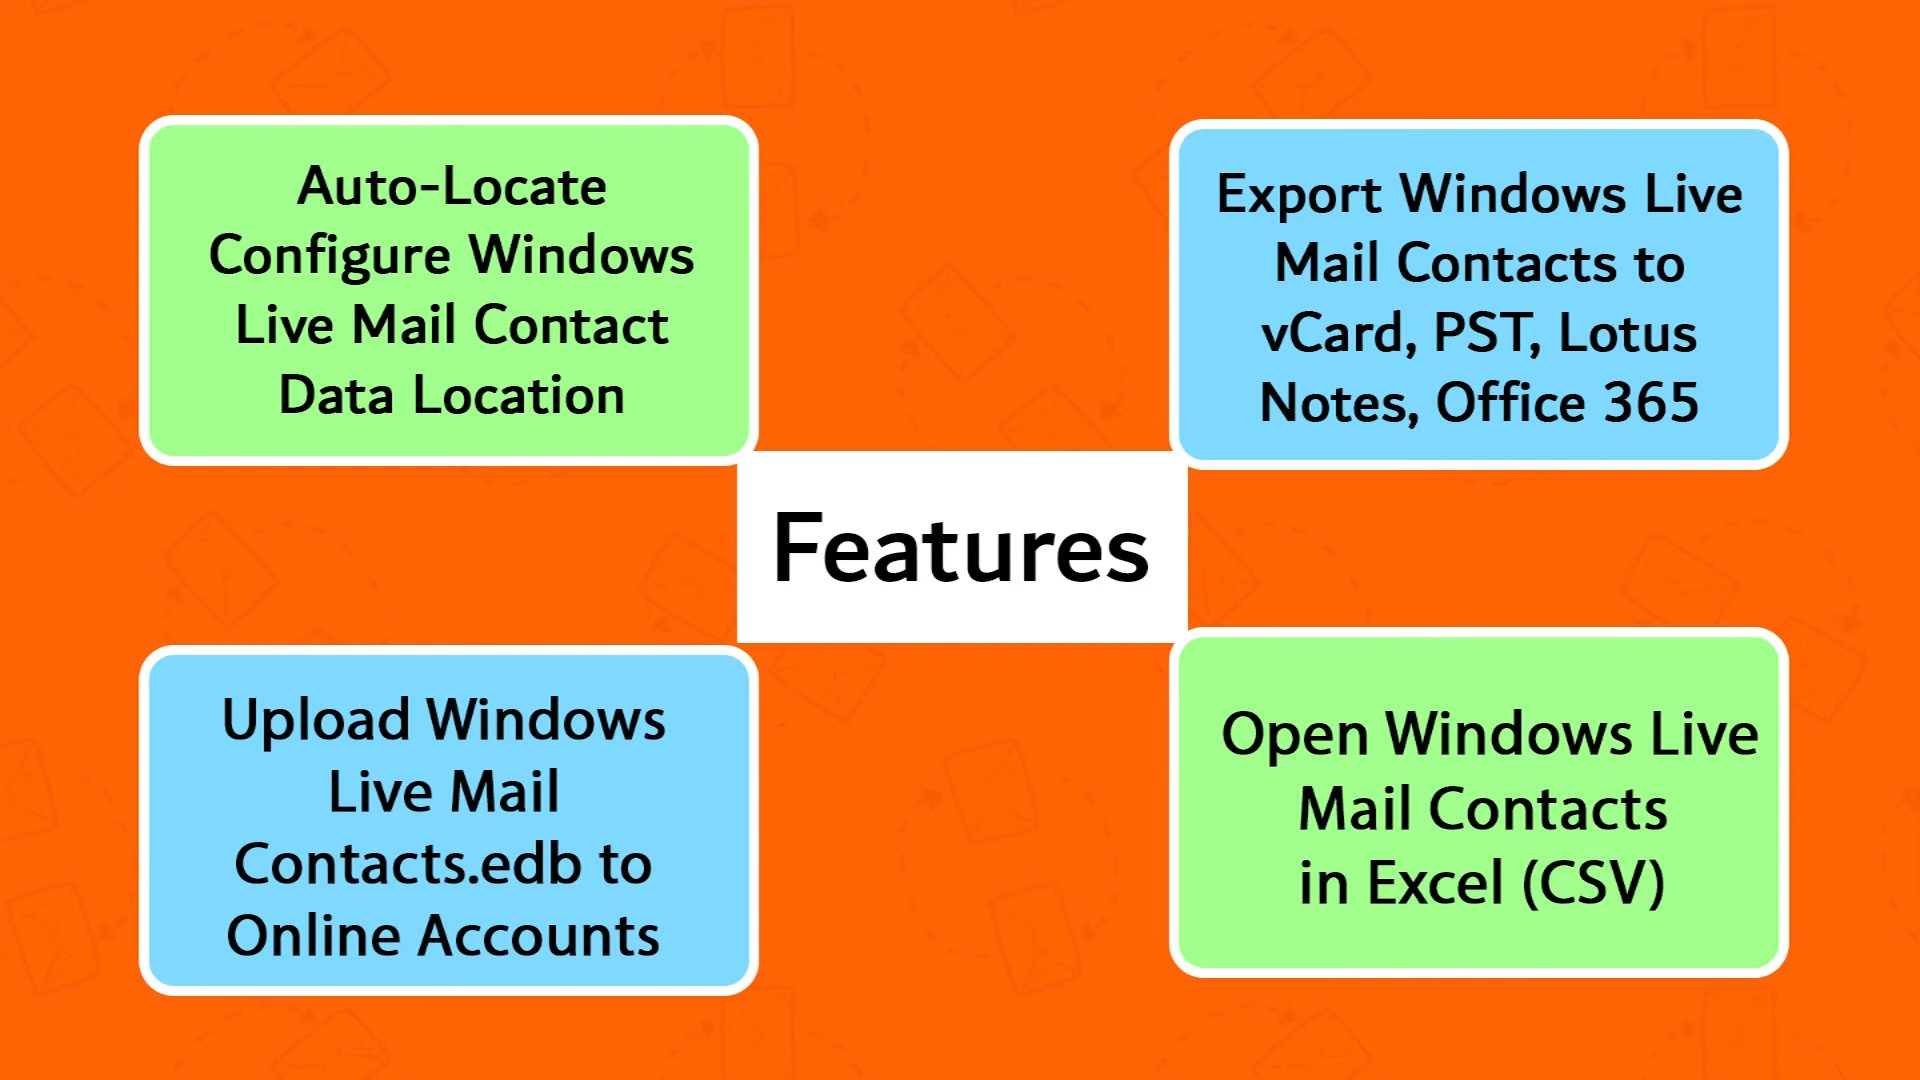 Auto-Locate
Configure Windows
Live Mail Contact
Data Location
Export Windows Live
Mail Contacts to
vCard, PST, Lotus
Notes, Office 365
Features
Upload Windows
Live Mail
Contacts.edb to
Online Accounts
Open Windows Live
Mail Contacts
in Excel (CSV)